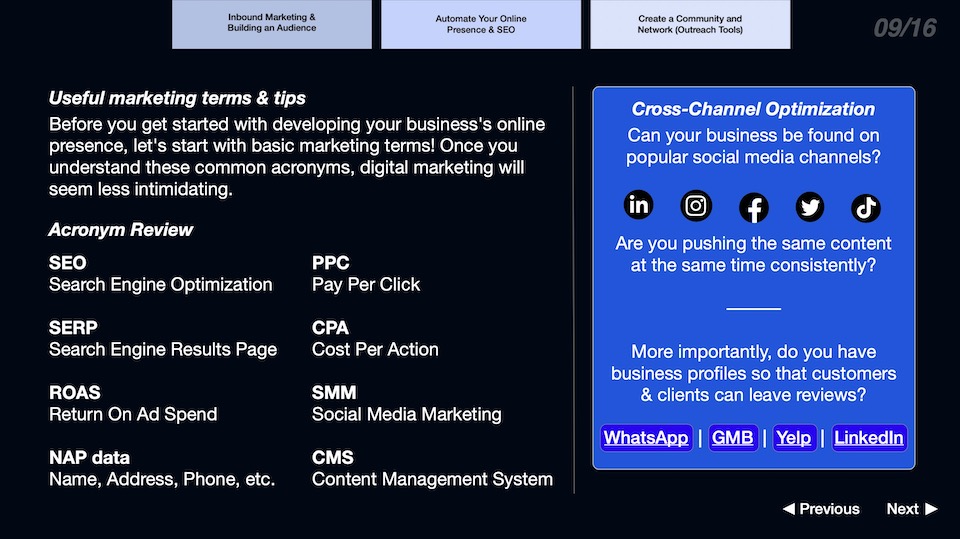 Inbound Marketing &
Building an Audience
Automate Your Online
Presence & SEO
Create a Community and
Network (Outreach Tools)
09/16
Useful marketing terms & tips
Before you get started with developing your business's online
presence, let's start with basic marketing terms! Once you
understand these common acronyms, digital marketing will
seem less intimidating.
Acronym Review
SEO
Search Engine Optimization
PPC
Pay Per Click
SERP
Search Engine Results Page
CPA
Cost Per Action
ROAS
Return On Ad Spend
SMM
Social Media Marketing
NAP data
Name, Address, Phone, etc.
CMS
Content Management System
Cross-Channel Optimization
Can your business be found on
popular social media channels?
in
Are you pushing the same content
at the same time consistently?
More importantly, do you have
business profiles so that customers
& clients can leave reviews?
WhatsApp | GMB | Yelp | LinkedIn
◀ Previous Next ▶